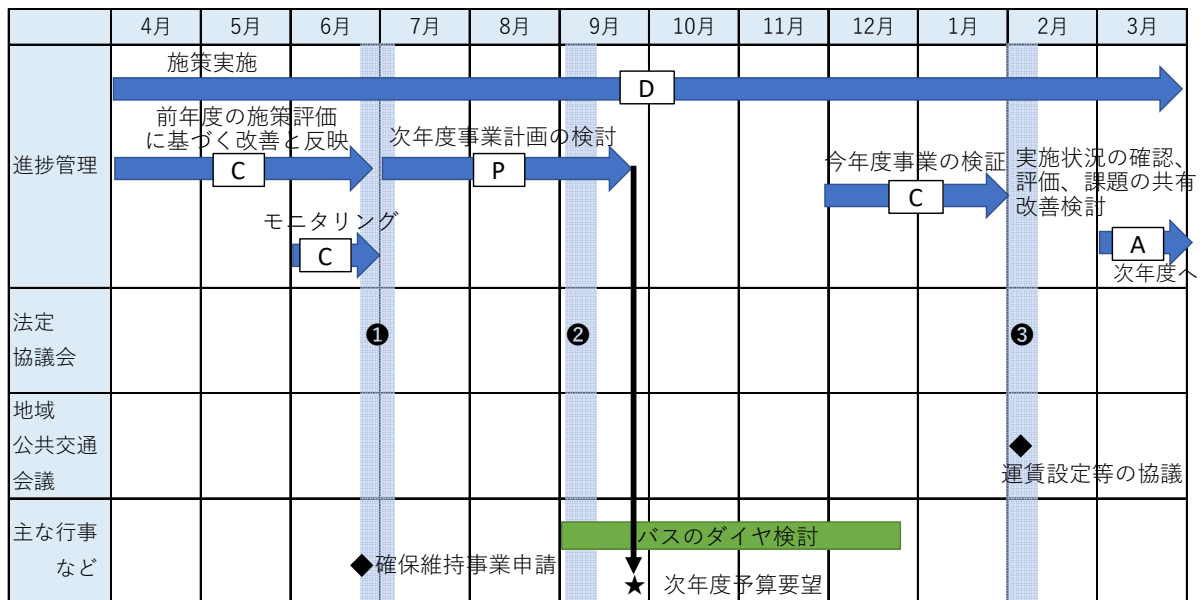 4月 5月 6月 7月 8月 9月 10月 11月 12月 1月 2月 3月
進捗管理
施策実施
D
前年度の施策評価
に基づく改善と反映
C
次年度事業計画の検討
P
今年度事業の検証
C
実施状況の確認、
評価、課題の共有
改善検討
モニタリング
C
A
次年度へ
法定
協議会
❶
❷
❸
地域
公共交通
会議
◆
運賃設定等の協議
主な行事
など
バスのダイヤ検討
◆確保維持事業申請
★ 次年度予算要望